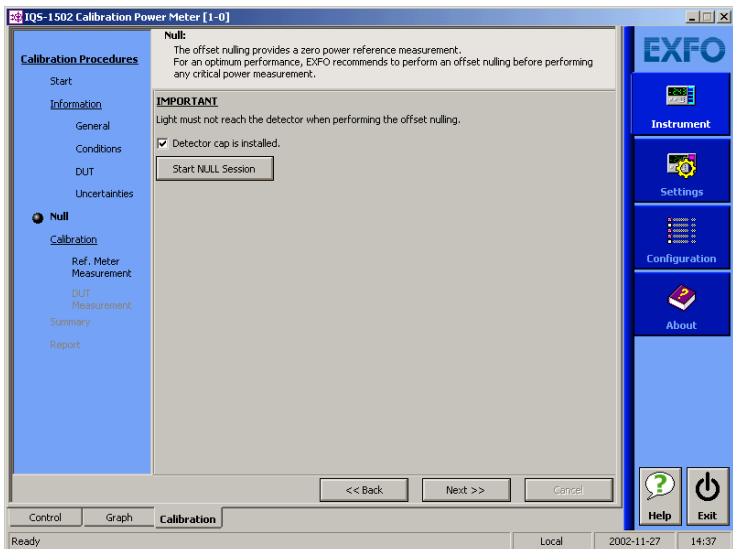 IQS-1502 Calibration Power Meter [1-0]
Calibration Procedures
Start
Information
General
Conditions
DUT
Uncertainties
Null
Calibration
Ref. Meter
Measurement
DUT
Measurement
Summary
Report
Null:
The offset nulling provides a zero power reference measurement.
For an optimum performance, EXFO recommends to perform an offset nulling before performing
any critical power measurement.
IMPORTANT
Light must not reach the detector when performing the offset nulling.
Detector cap is installed.
Start NULL Session
<< Back
Next >>
Cancel
EXFO
Instrument
Settings
Configuration
About
Help
Exit
Control
Graph
Calibration
Ready
Local
2002-11-27
14:37